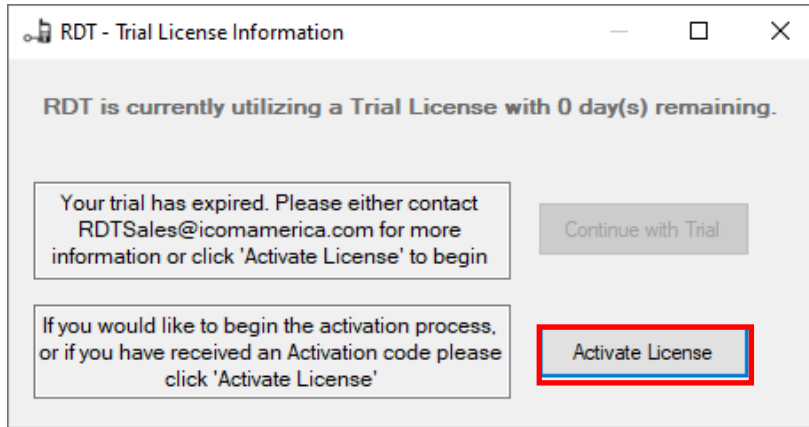 RDT - Trial License Information
RDT is currently utilizing a Trial License with 0 day(s) remaining.
Your trial has expired. Please either contact
RDTSales@icomamerica.com for more
information or click 'Activate License' to begin
Continue with Trial
If you would like to begin the activation process,
or if you have received an Activation code please
click 'Activate License'
Activate License